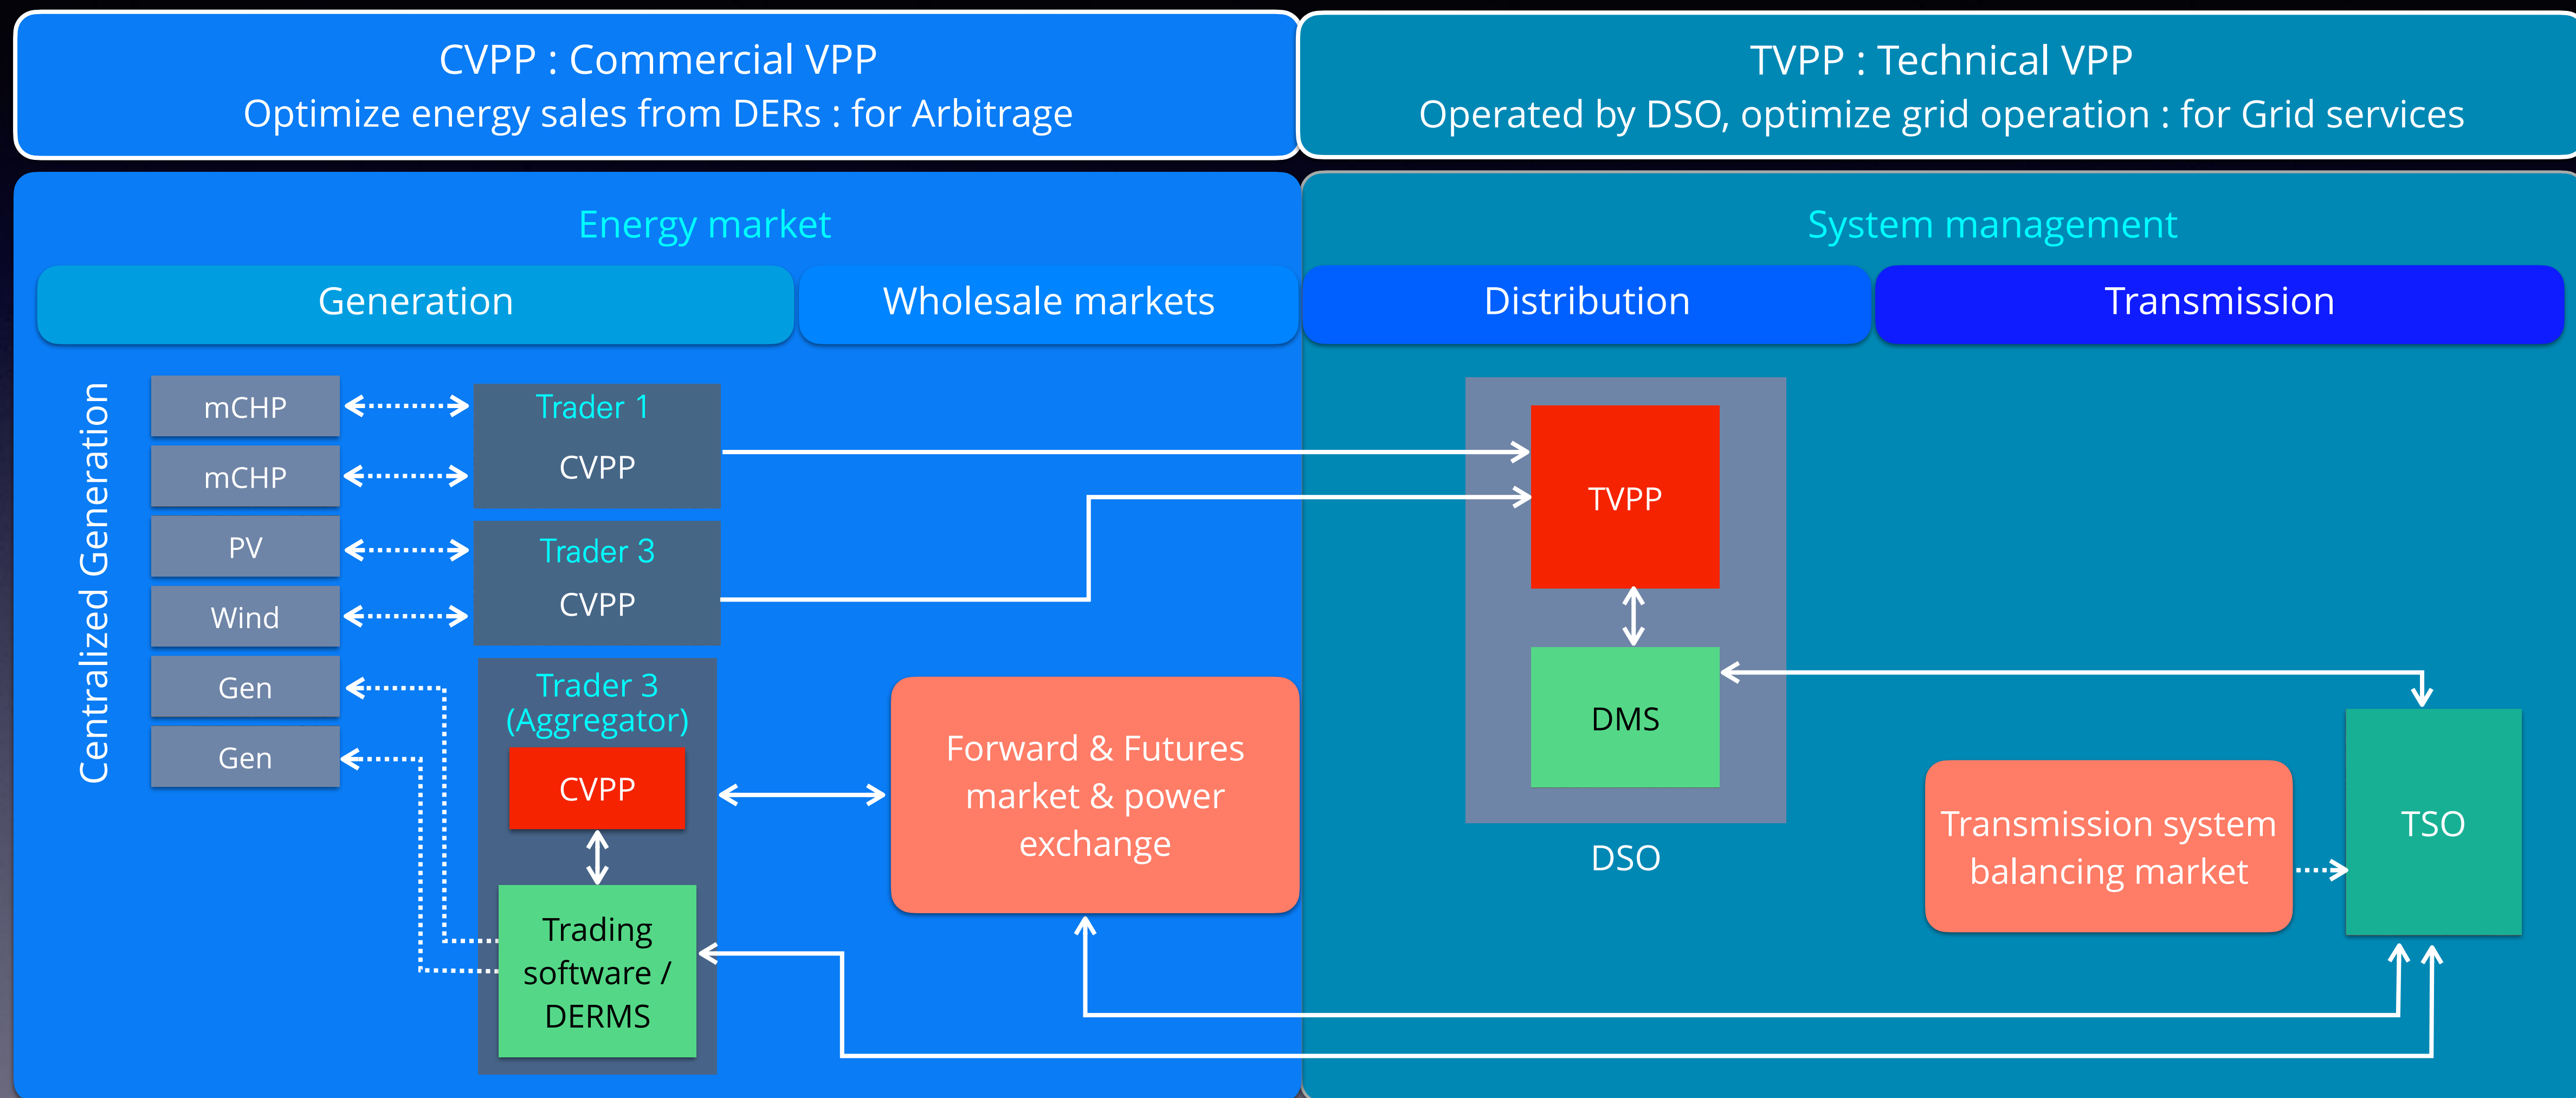 CVPP : Commercial VPP
Optimize energy sales from DERs : for Arbitrage
TVPP : Technical VPP
Operated by DSO, optimize grid operation : for Grid services
Energy market
System management
Generation
Wholesale markets
Distribution
Transmission
Centralized Generation
mCHP
mCHP
PV
Wind
Gen
Gen
Trader 1
CVPP
Trader 3
CVPP
Trader 3
(Aggregator)
CVPP
Trading
software /
DERMS
Forward & Futures
market & power
exchange
TVPP
DMS
DSO
Transmission system
balancing market
TSO